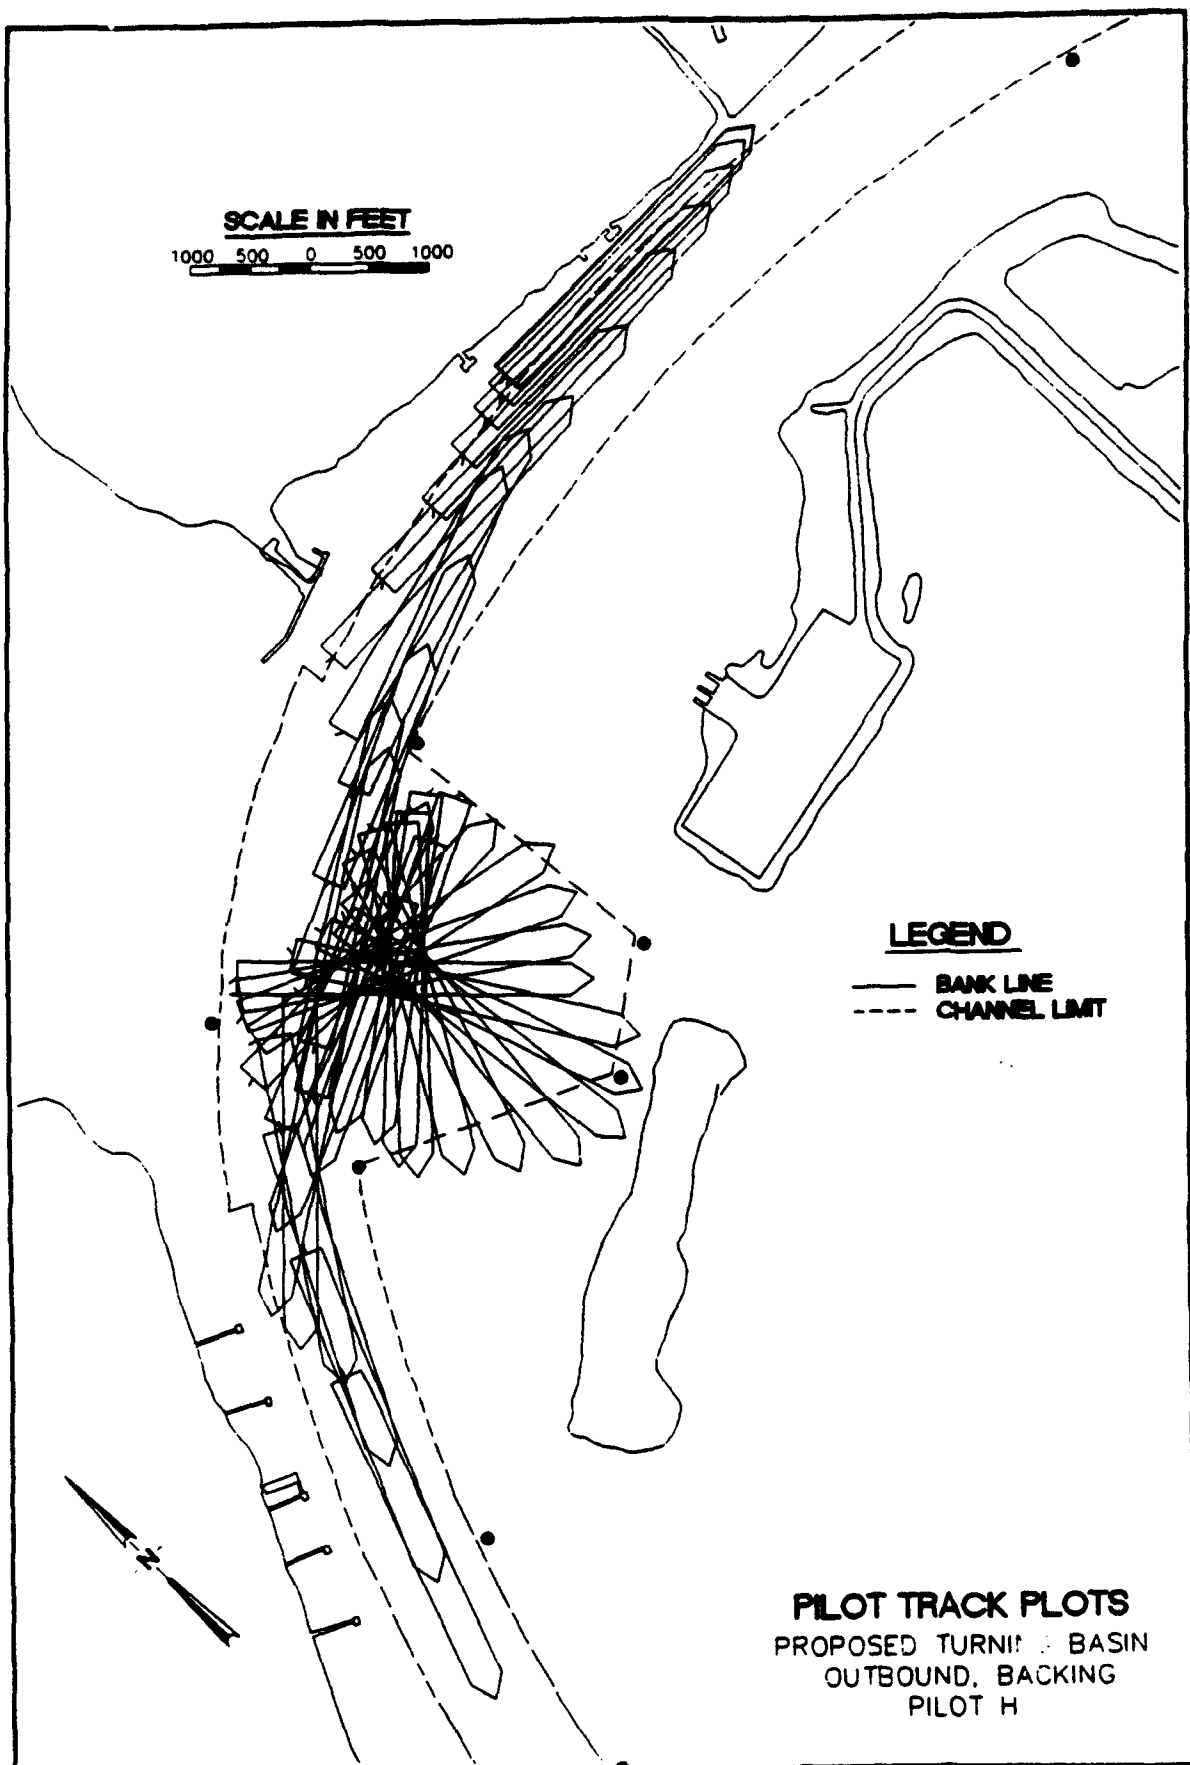 SCALE IN FEET
1000 500 0 500 1000
LEGEND
BANK LINE
CHANNEL LIMIT
N
PILOT TRACK PLOTS
PROPOSED BASIN
OUTBOUND, BACKING
PILOT H